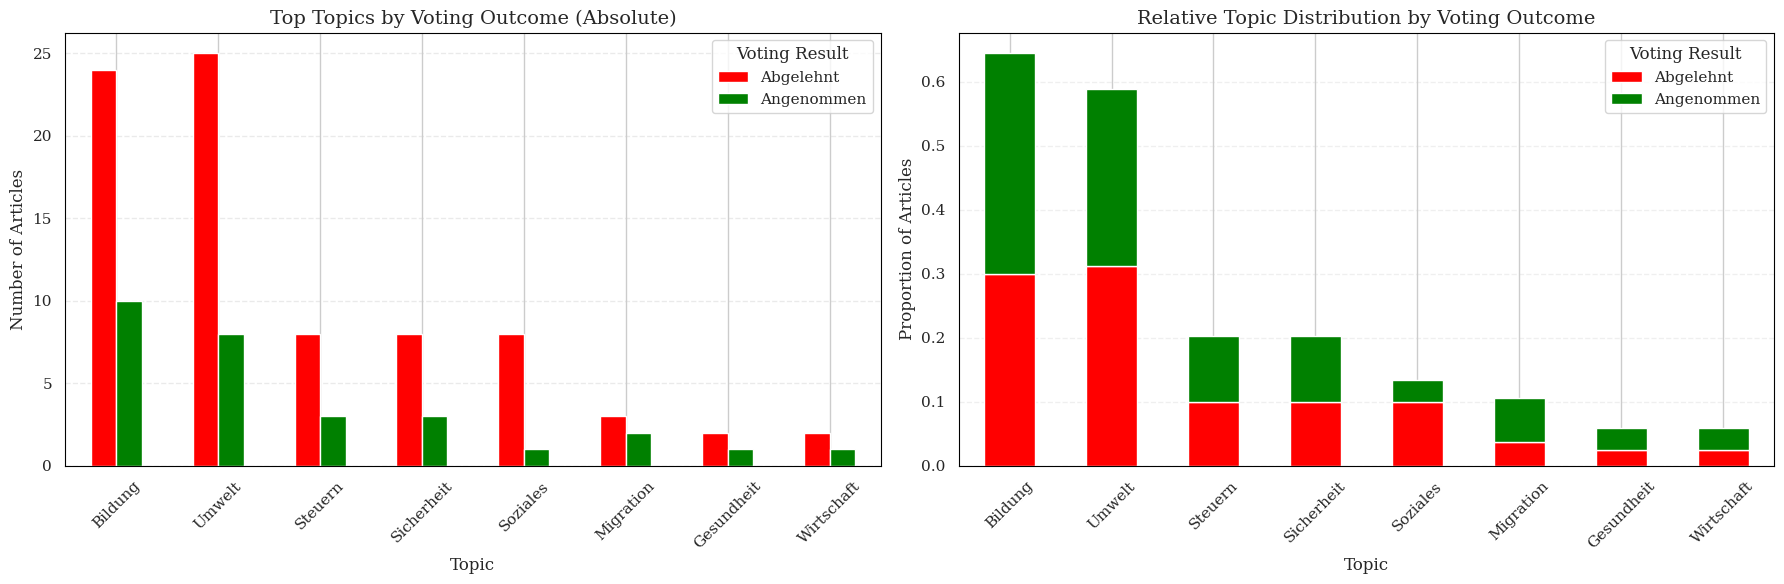 Top Topics by Voting Outcome (Absolute)
Number of Articles
25
20
15
10
5
0
Voting Result
Abgelehnt
Angenommen
Bildung
Umwelt
Steuern
Sicherheit
Soziales
Migration
Gesundheit
Wirtschaft
Topic
Relative Topic Distribution by Voting Outcome
Proportion of Articles
0.6
0.5
0.4
0.3
0.2
0.1
0.0
Voting Result
Abgelehnt
Angenommen
Bildung
Umwelt
Steuern
Sicherheit
Soziales
Migration
Gesundheit
Wirtschaft
Topic